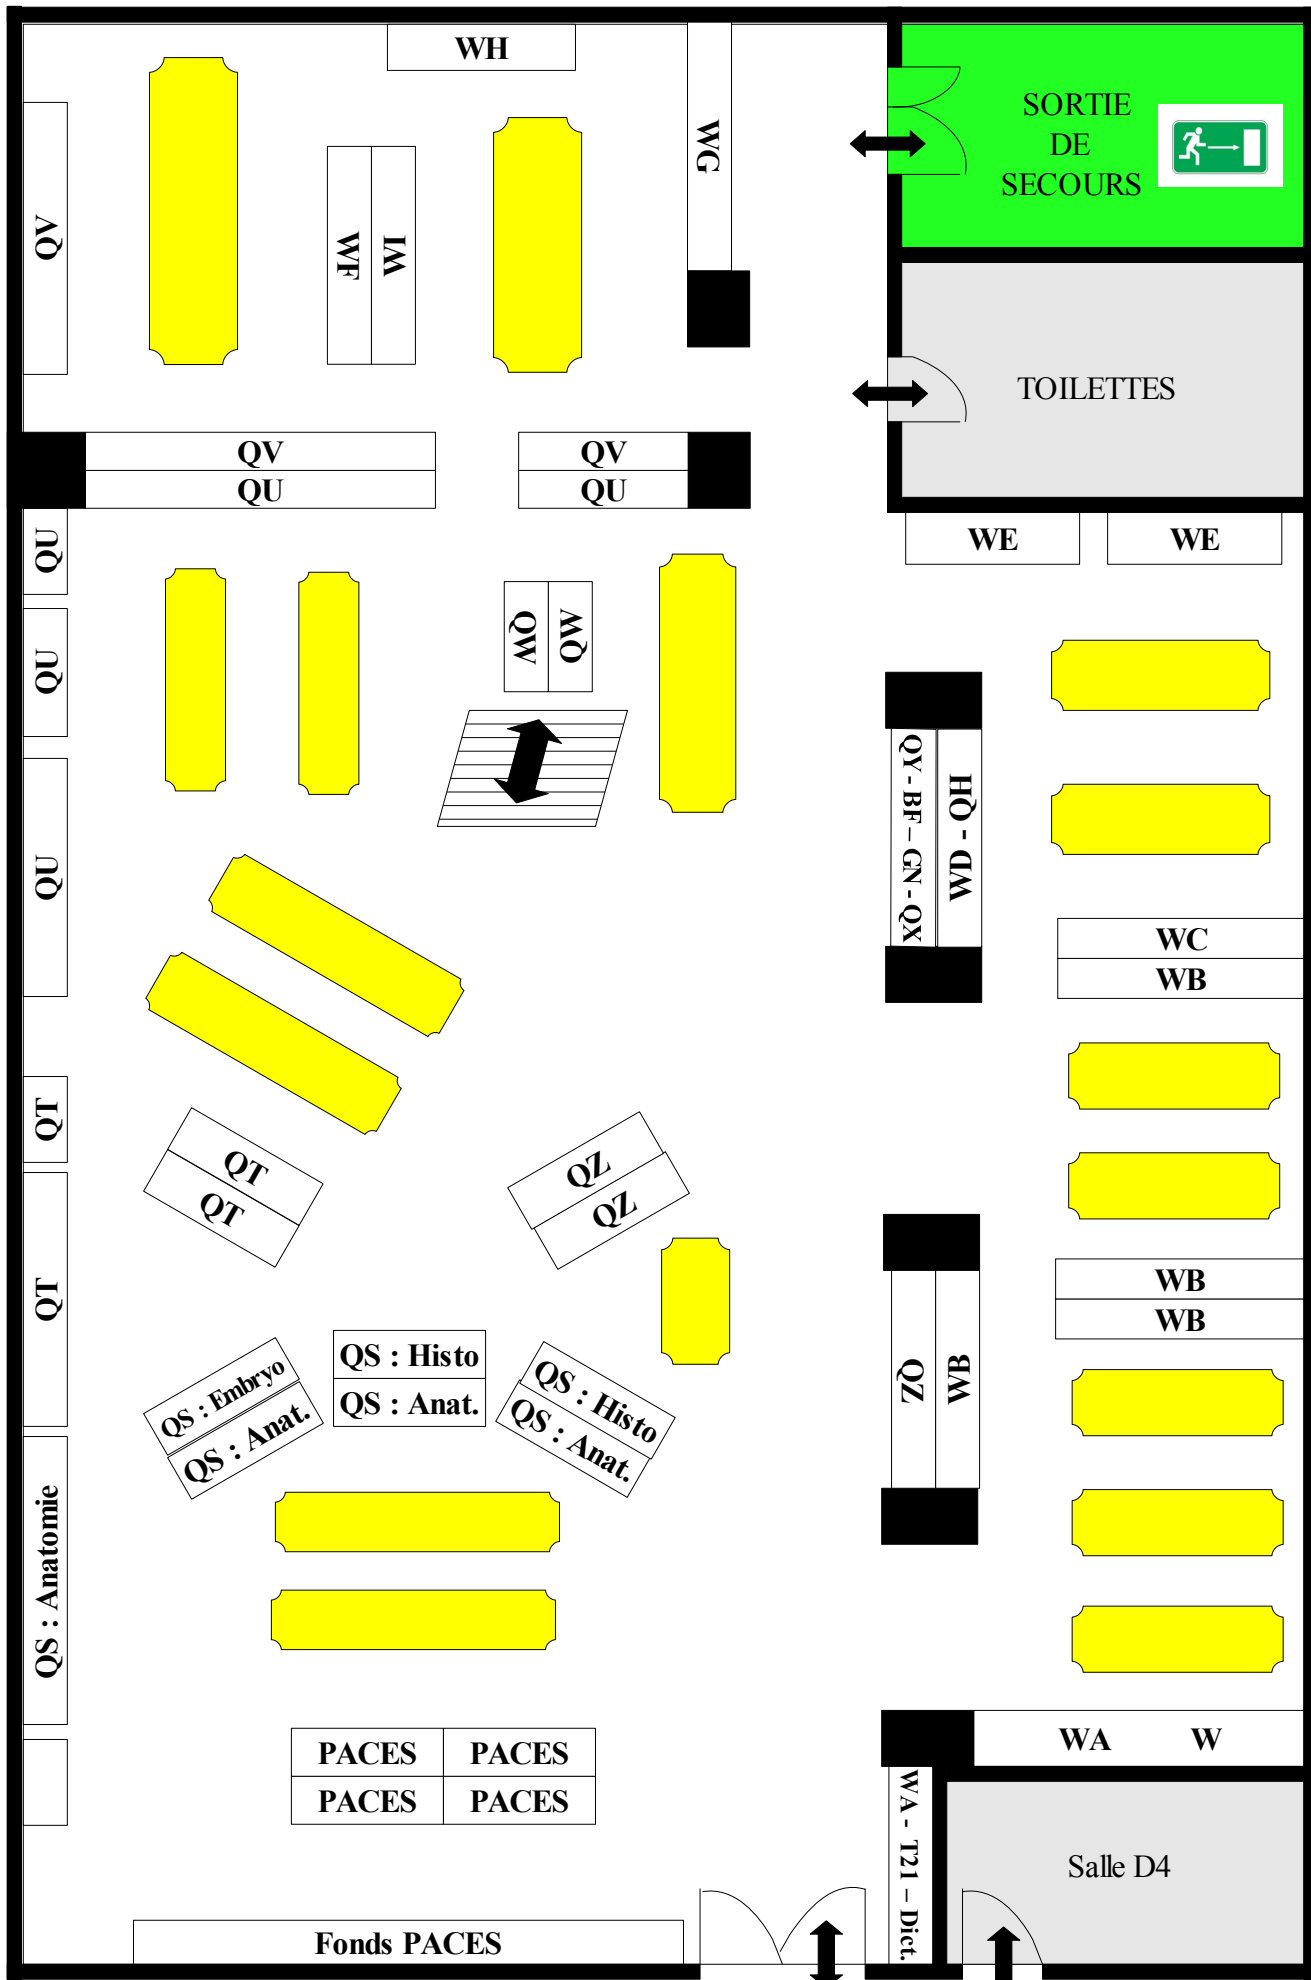 WH
WG
SORTIE
DE
SECOURS
QV
WF
WI
TOILETTES
QV
QU
QV
QU
QU
WE
WE
QU
QW
QW
QU
QY - BF – GN - QX
WD - QH
WC
WB
QT
QT
QT
QZ
QZ
QT
WB
WB
QZ
WB
QS : Histo
QS : Anat.
QS : Embryo
QS : Anat.
QS : Histo
QS : Anat.
QS : Anatomie
PACES
PACES
PACES
PACES
WA
W
WA - T21 – Dict.
Salle D4
Fonds PACES